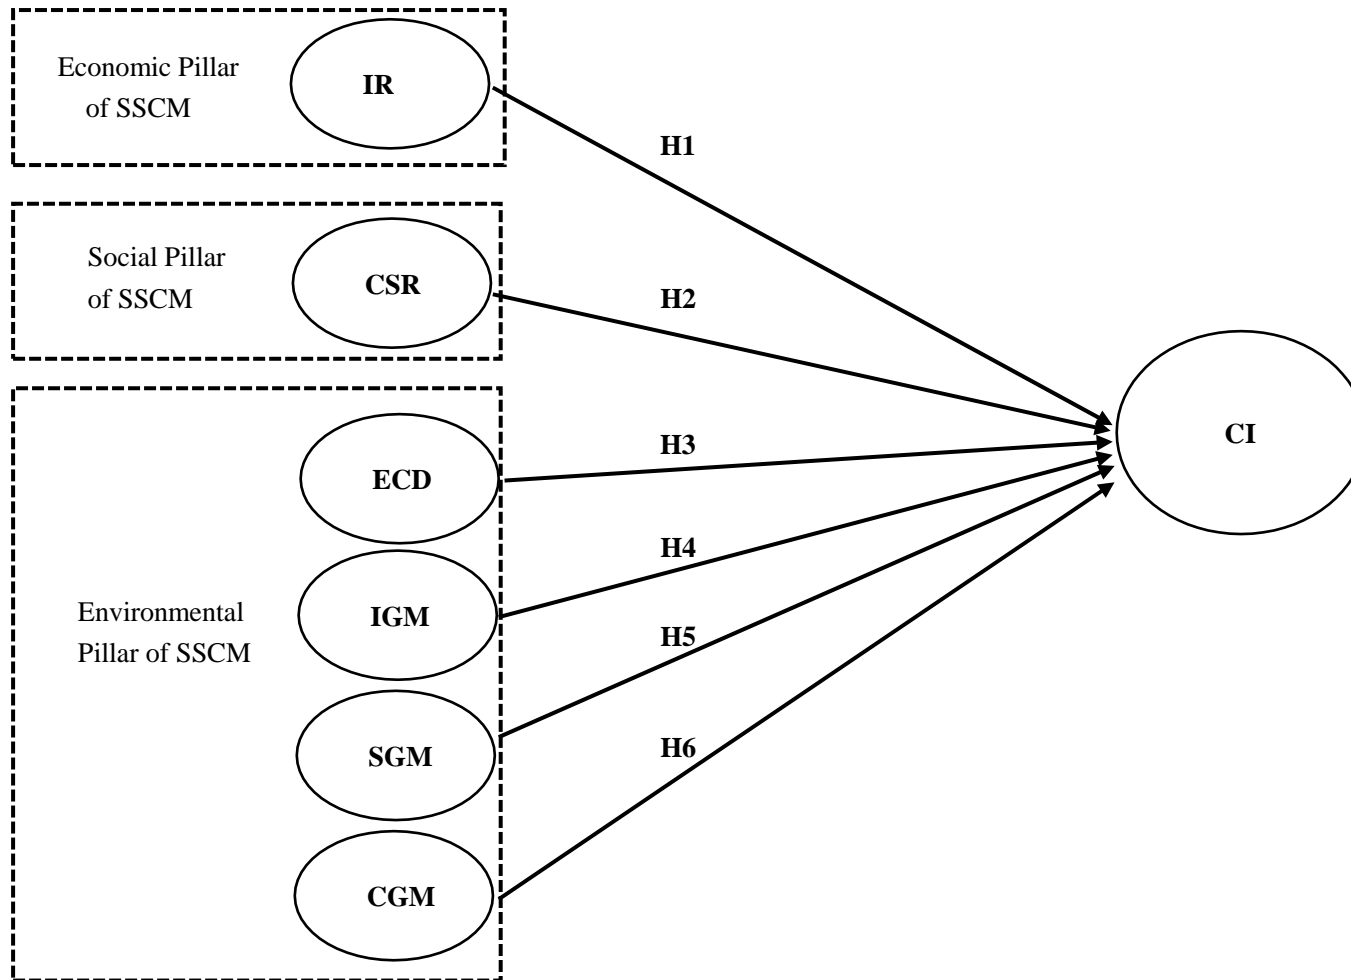 Economic Pillar
of SSCM
IR
H1
Social Pillar
of SSCM
CSR
H2
CI
ECD
H3
IGM
H4
Environmental
Pillar of SSCM
H5
SGM
H6
CGM